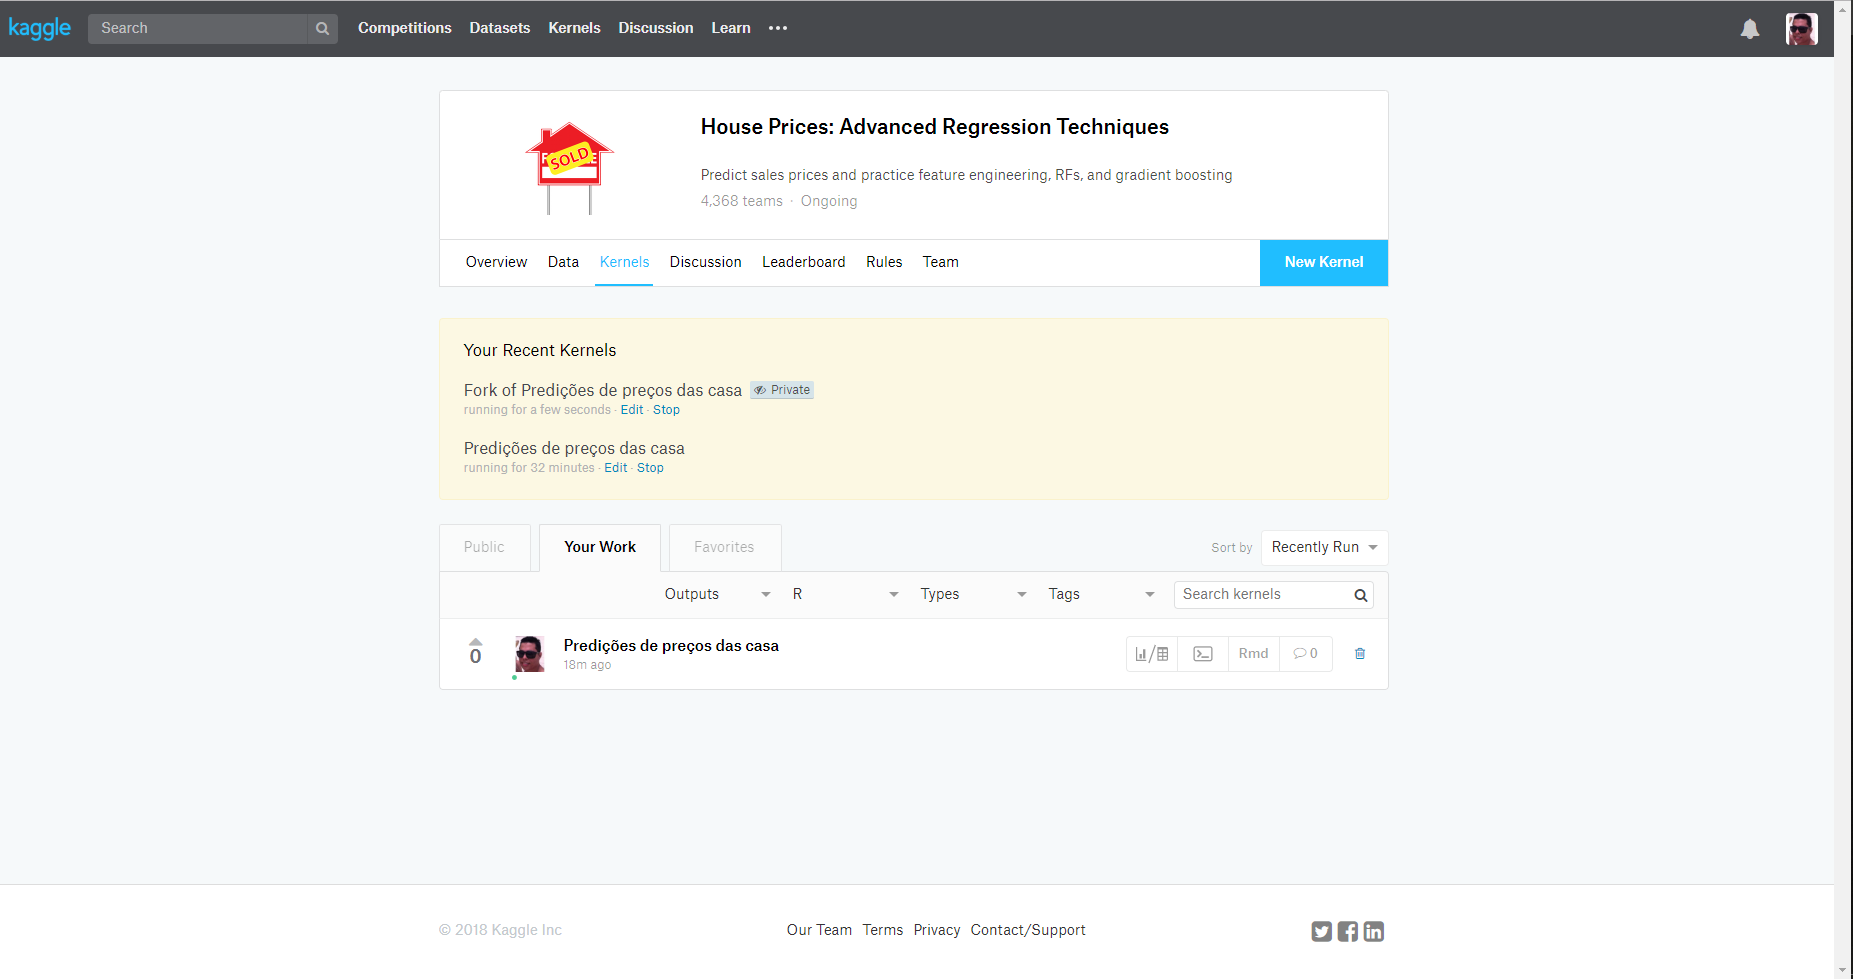 kaggle Search Competitions Datasets Kernels Discussion Learn
House Prices: Advanced Regression Techniques
SOLD
Predict sales prices and practice feature engineering, RFs, and gradient boosting
4,368 teams · Ongoing
Overview Data Kernels Discussion Leaderboard Rules Team New Kernel
Your Recent Kernels
Fork of Predições de preços das casa Private
running for a few seconds · Edit · Stop
Predições de preços das casa
running for 32 minutes · Edit · Stop
Public Your Work Favorites Sort by Recently Run
Outputs R Types Tags Search kernels
0 Predições de preços das casa Rmd 0
18m ago
© 2018 Kaggle Inc Our Team Terms Privacy Contact/Support